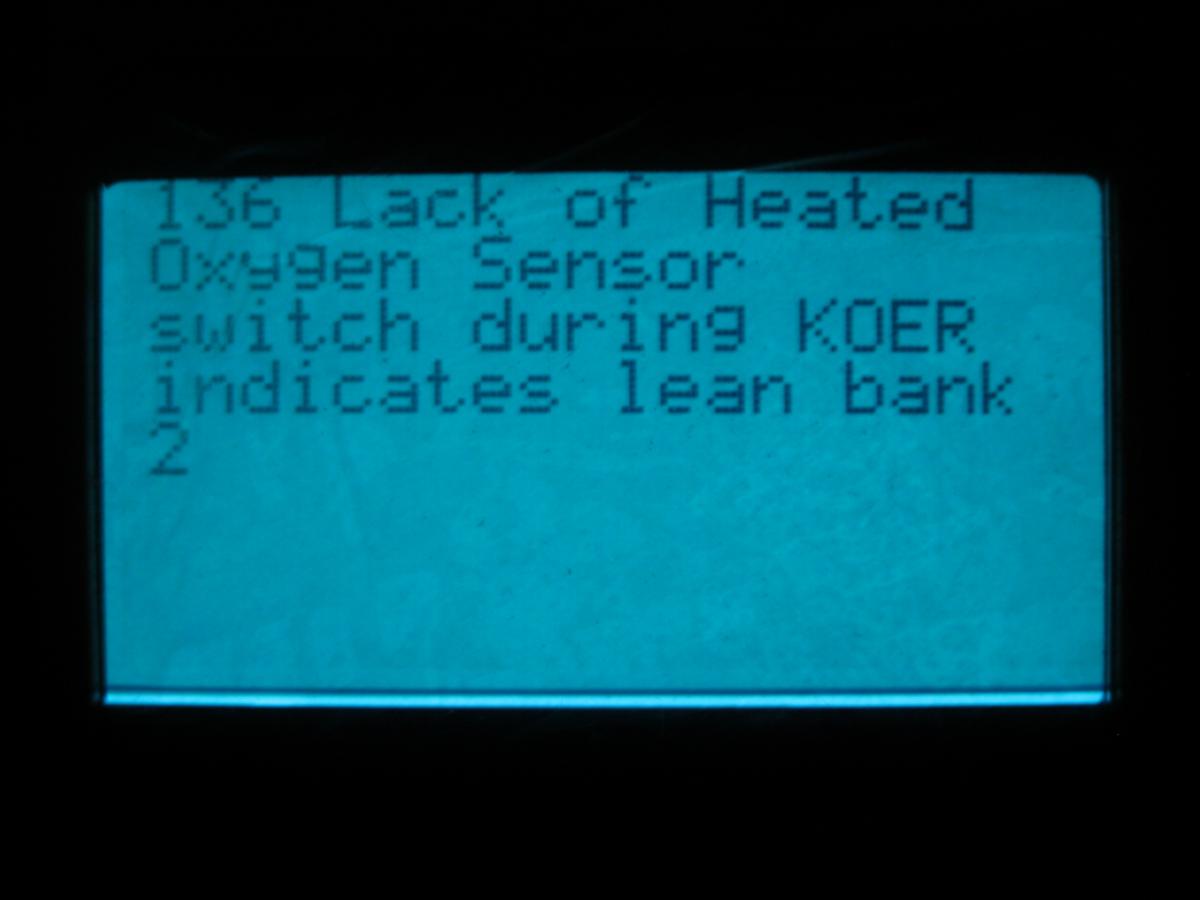 136 Lack of Heated
Oxygen Sensor
switch during KOER
indicates lean bank
2